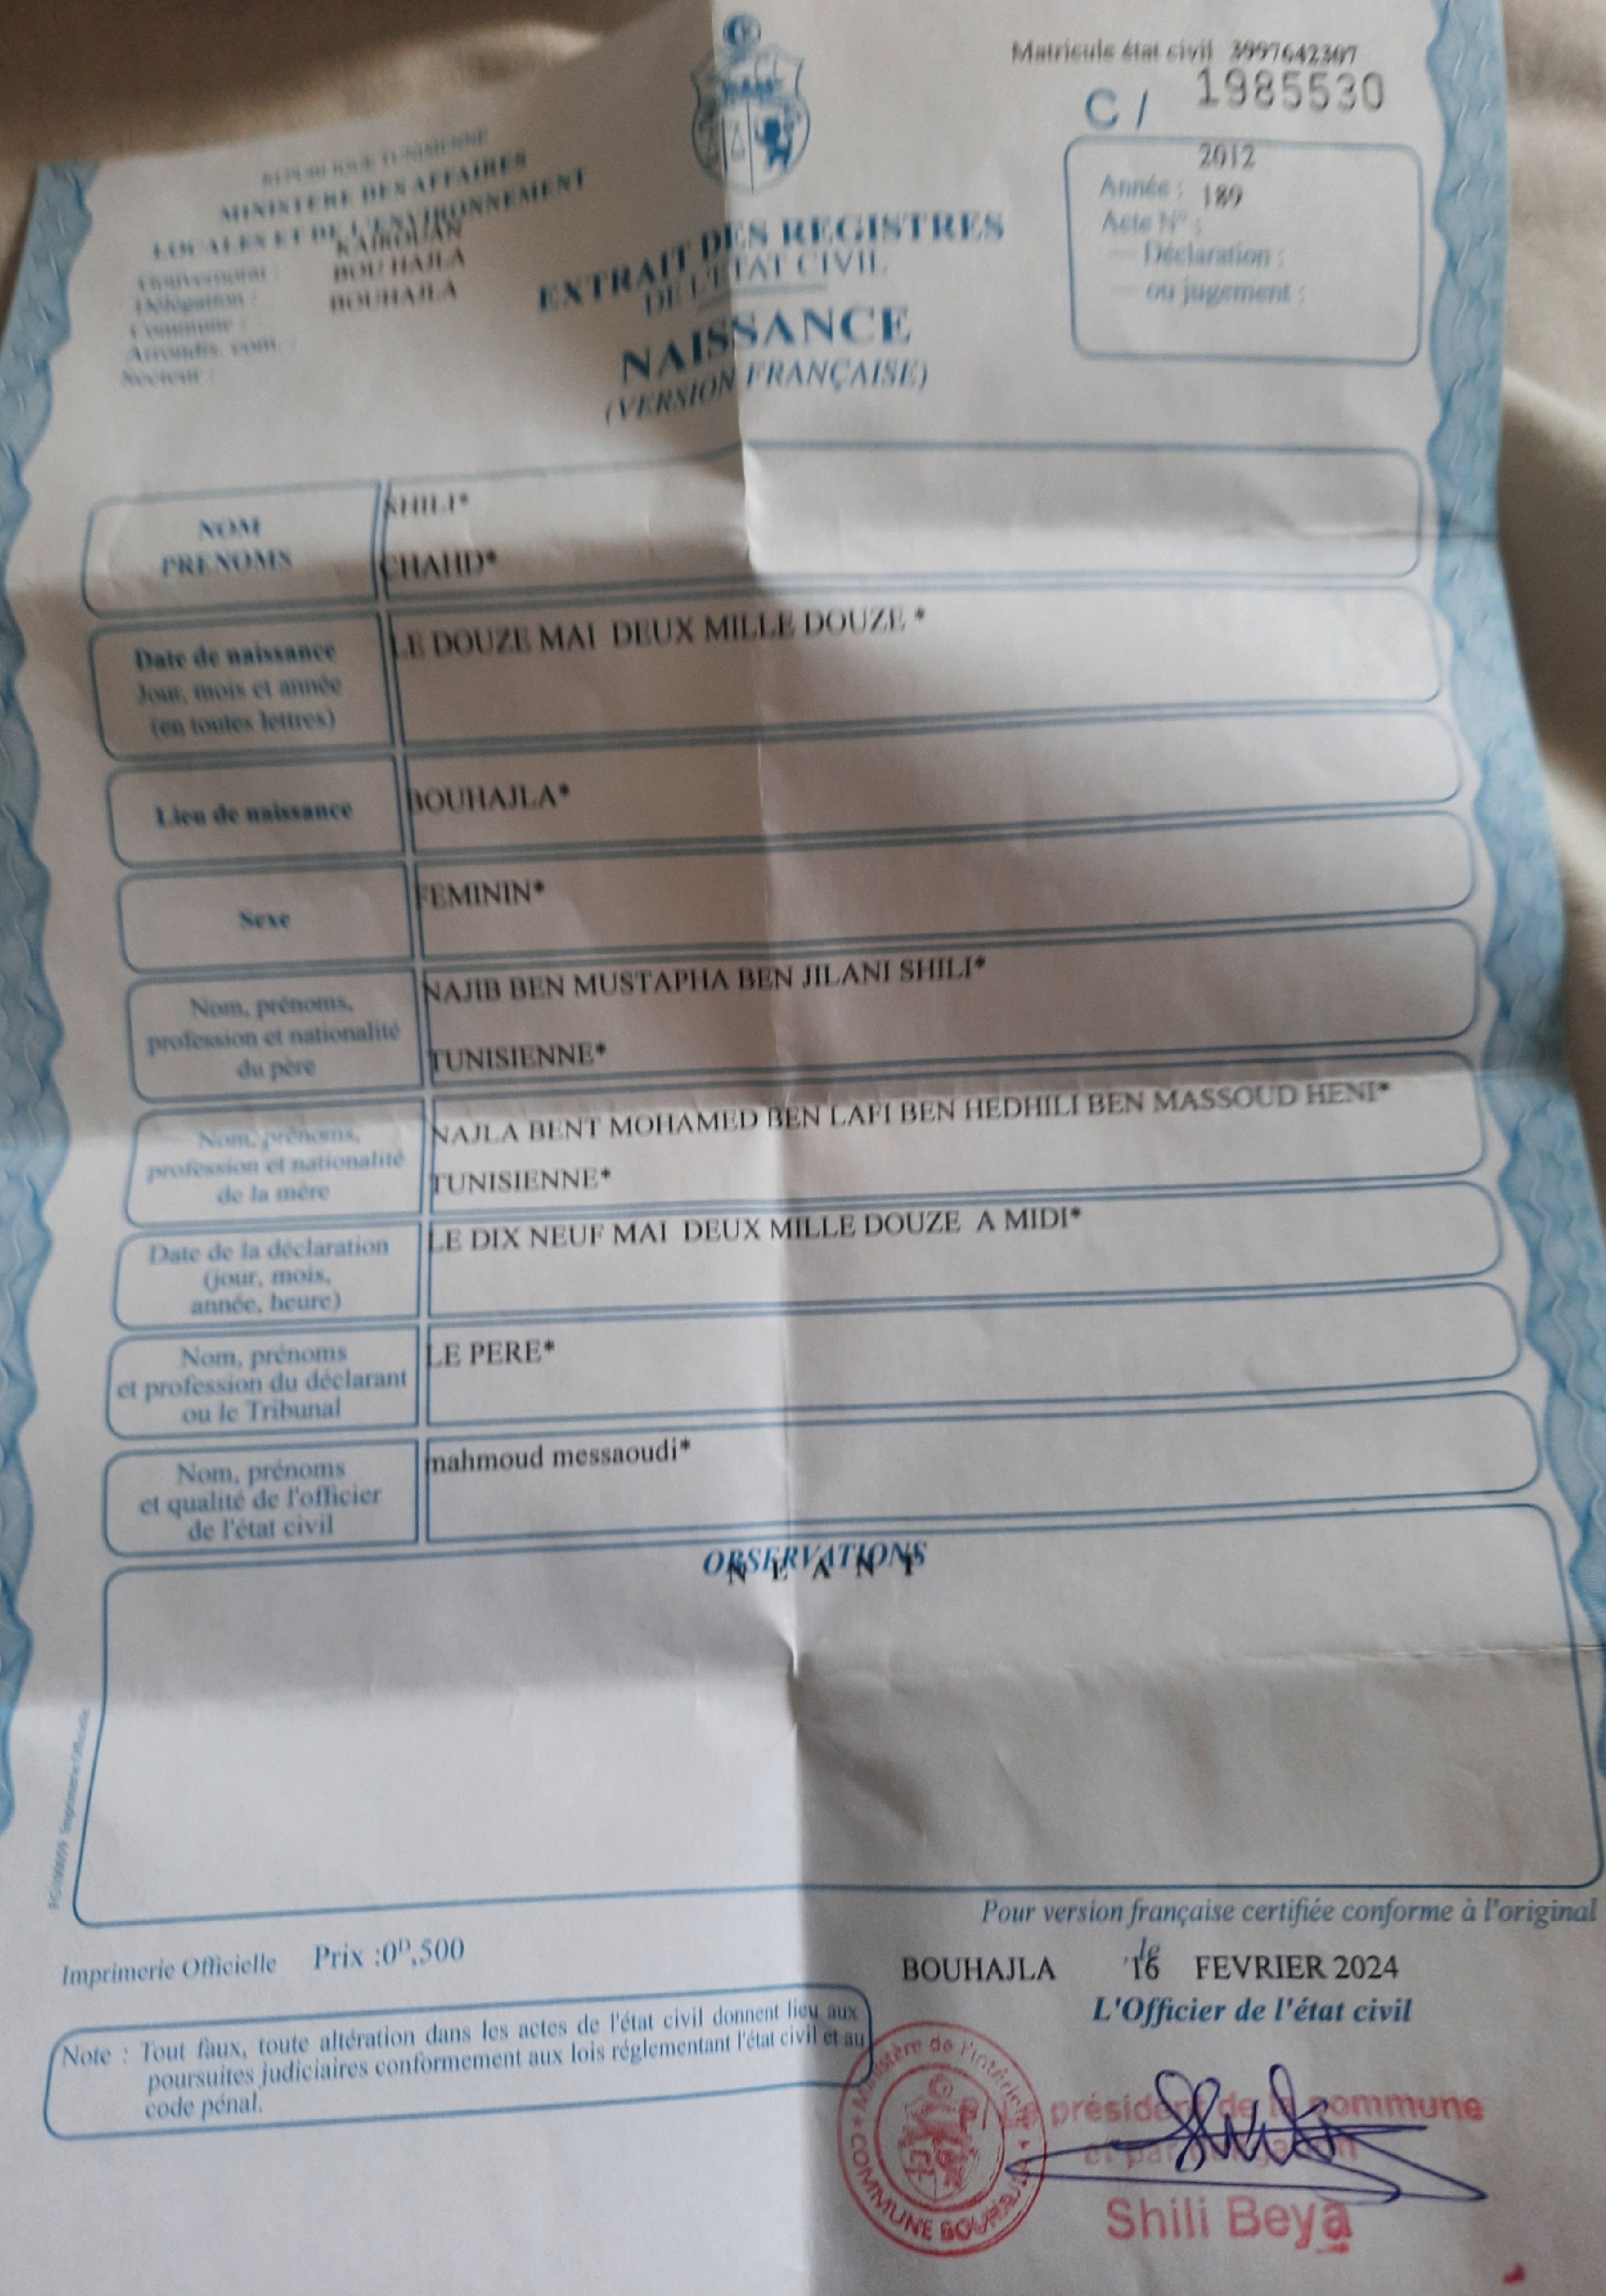 Matricule état civil 3997642307
C / 1985530
REPUBLIQUE TUNISIENNE
MINISTERE DES AFFAIRES
LOCALES ET DE L'ENVIRONNEMENT
Gouvernorat : KAIROUAN
Délégation : BOU HAJLA
Commune : BOUHAJLA
Arrondis. com. :
Secteur :
EXTRAIT DES REGISTRES
DE L'ETAT CIVIL
NAISSANCE
(VERSION FRANÇAISE)
2012
Année :
189
Acte N° :
— Déclaration :
— ou jugement :
NOM
PRENOMS
SHILI*
CHAHD*
Date de naissance
Jour, mois et année
(en toutes lettres)
LE DOUZE MAI DEUX MILLE DOUZE *
Lieu de naissance
BOUHAJLA*
Sexe
FEMININ*
Nom, prénoms,
profession et nationalité
du père
NAJIB BEN MUSTAPHA BEN JILANI SHILI*
TUNISIENNE*
Nom, prénoms,
profession et nationalité
de la mère
NAJLA BENT MOHAMED BEN LAFI BEN HEDHILI BEN MASSOUD HENI*
TUNISIENNE*
Date de la déclaration
(jour, mois,
année, heure)
LE DIX NEUF MAI DEUX MILLE DOUZE A MIDI*
Nom, prénoms
et profession du déclarant
ou le Tribunal
LE PERE*
Nom, prénoms
et qualité de l'officier
de l'état civil
mahmoud messaoudi*
OBSERVATIONS
N E A N T
Imprimerie Officielle
Pour version française certifiée conforme à l'original
Imprimerie Officielle Prix :0ᴰ,500
BOUHAJLA le 16 FEVRIER 2024
L'Officier de l'état civil
Note : Tout faux, toute altération dans les actes de l'état civil donnent lieu aux
poursuites judiciaires conformement aux lois réglementant l'état civil et au
code pénal.
Ministère de l'intérieur
COMMUNE BOUHAJLA
président de la commune
et par
Shili Beya